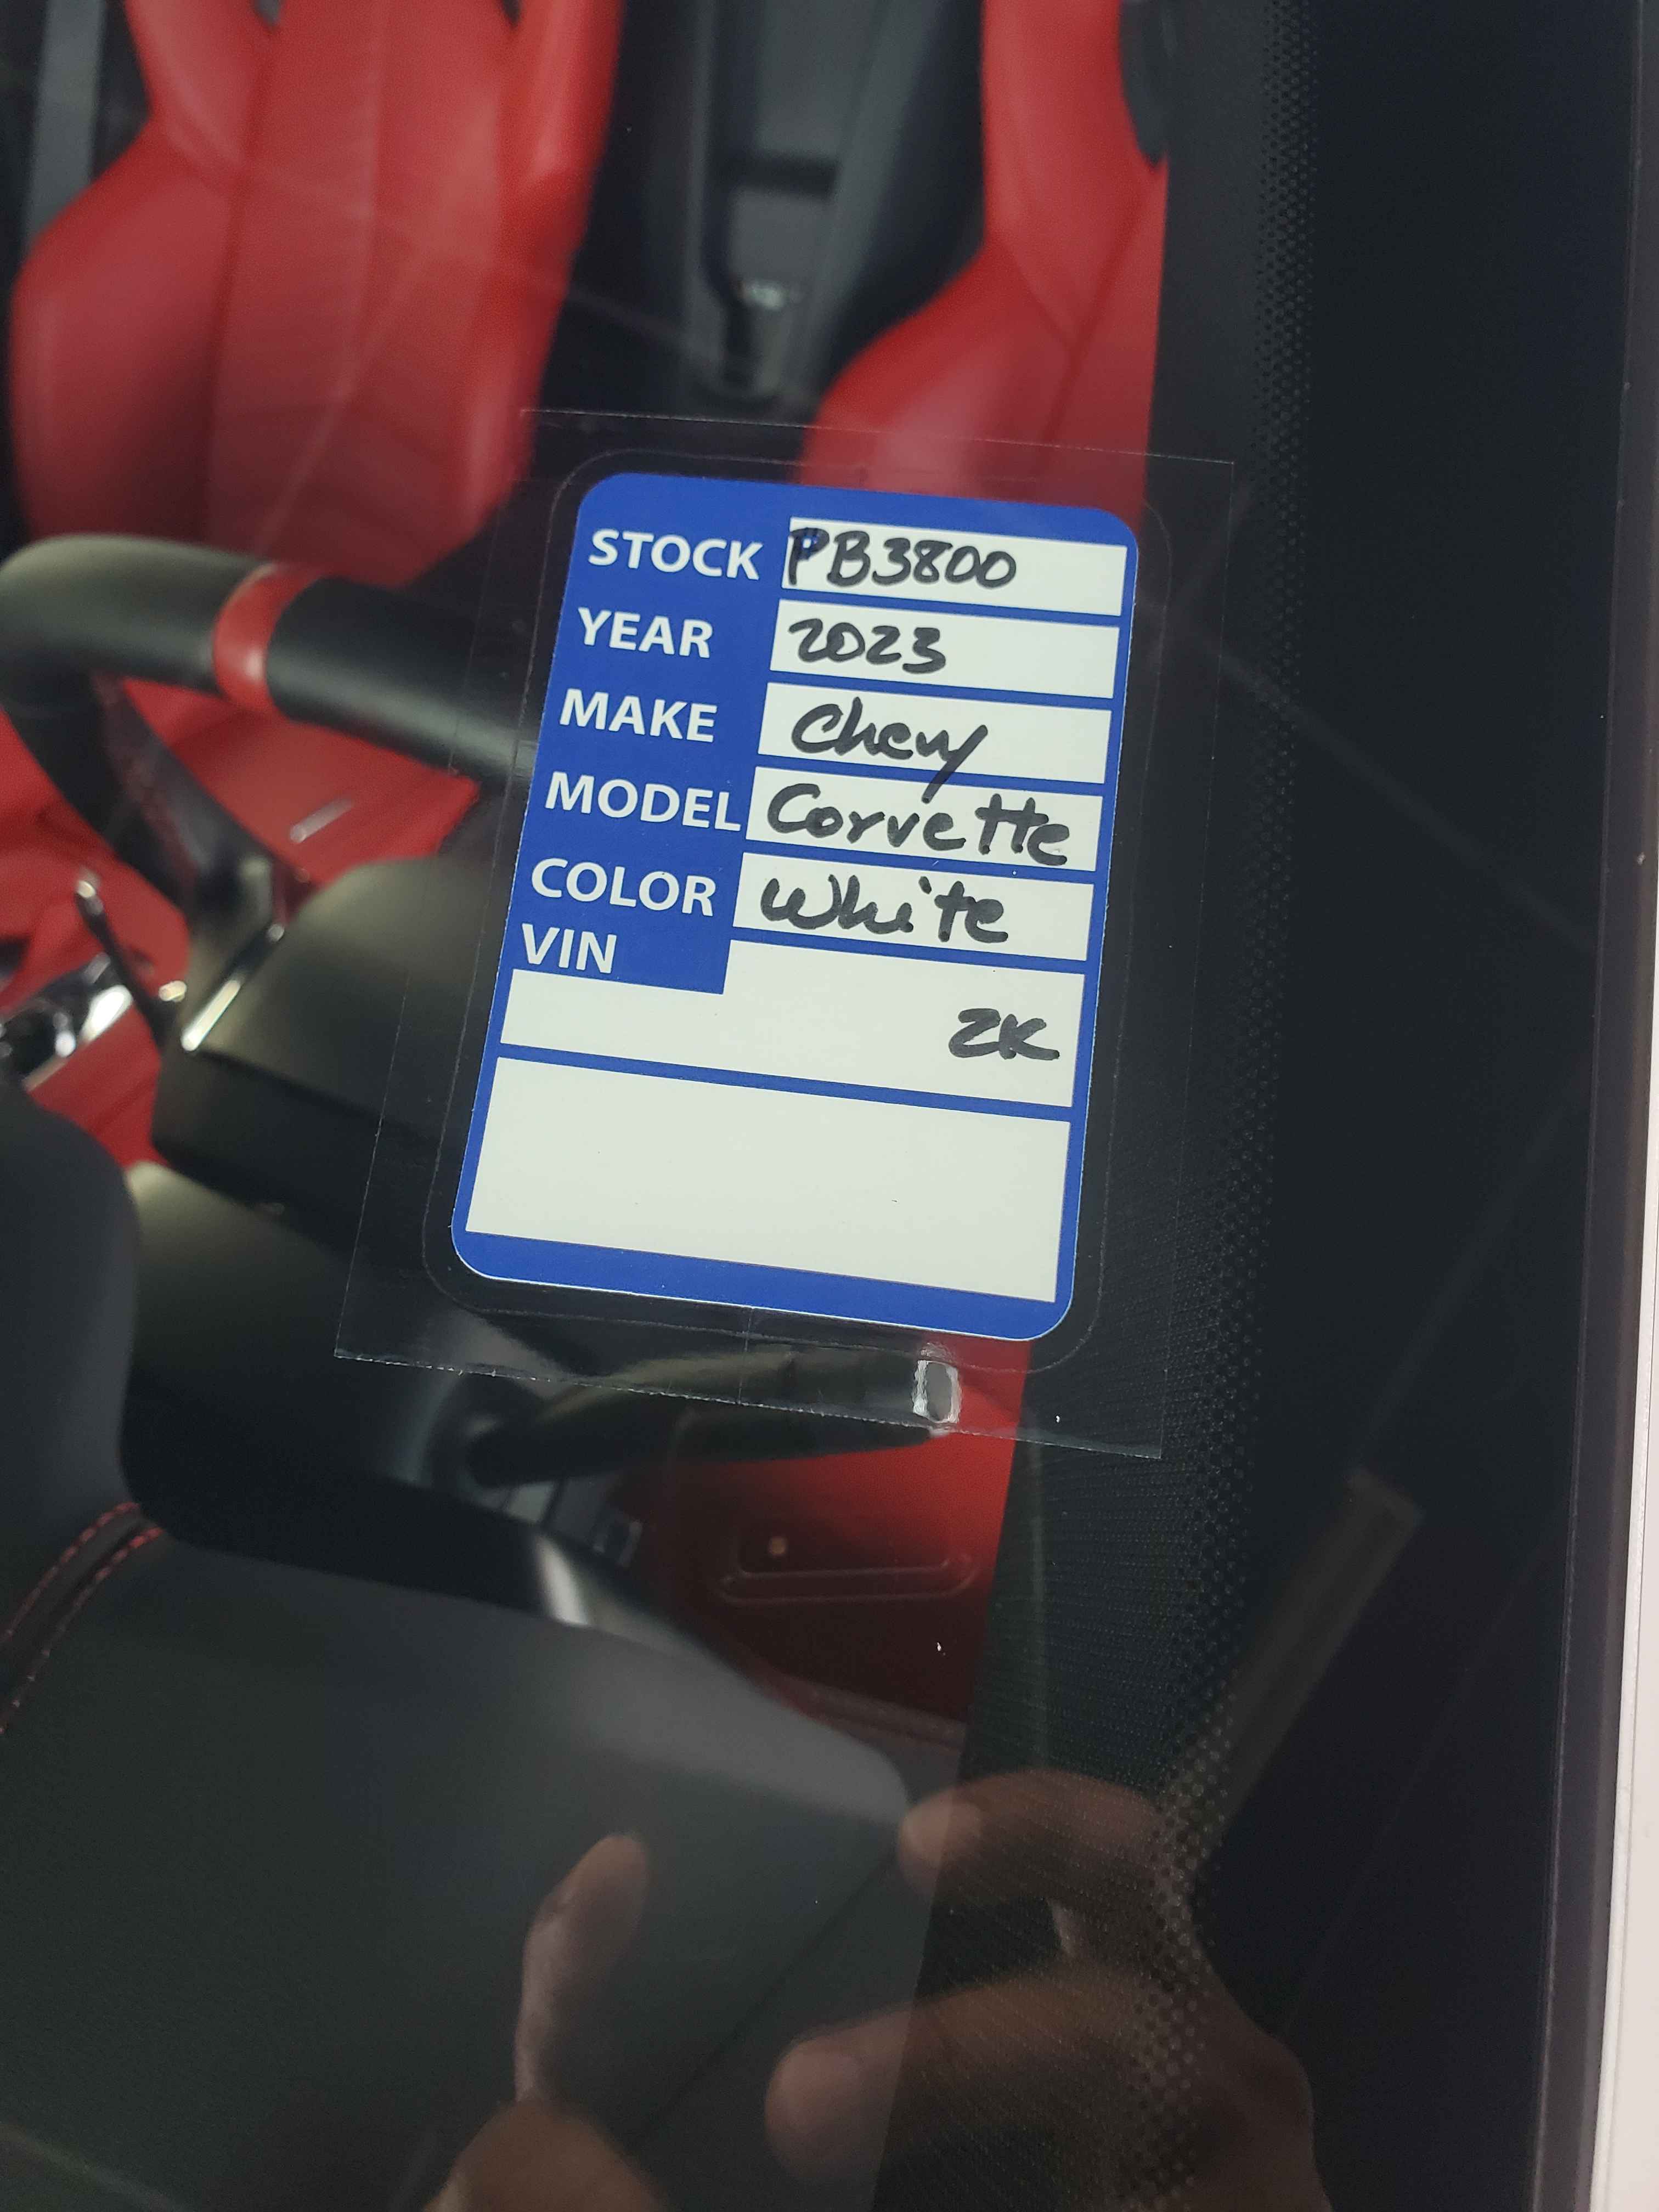 STOCK # PB3800
YEAR 2023
MAKE Chevy
MODEL Corvette
COLOR White
VIN
2K